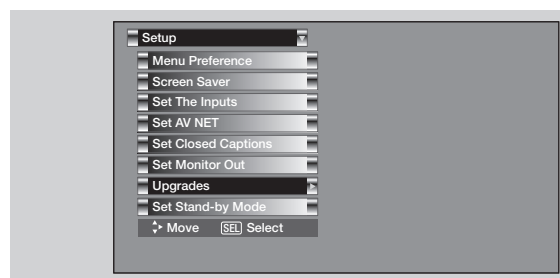 Setup
Menu Preference
Screen Saver
Set The Inputs
Set AV NET
Set Closed Captions
Set Monitor Out
Upgrades
Set Stand-by Mode
Move SEL Select